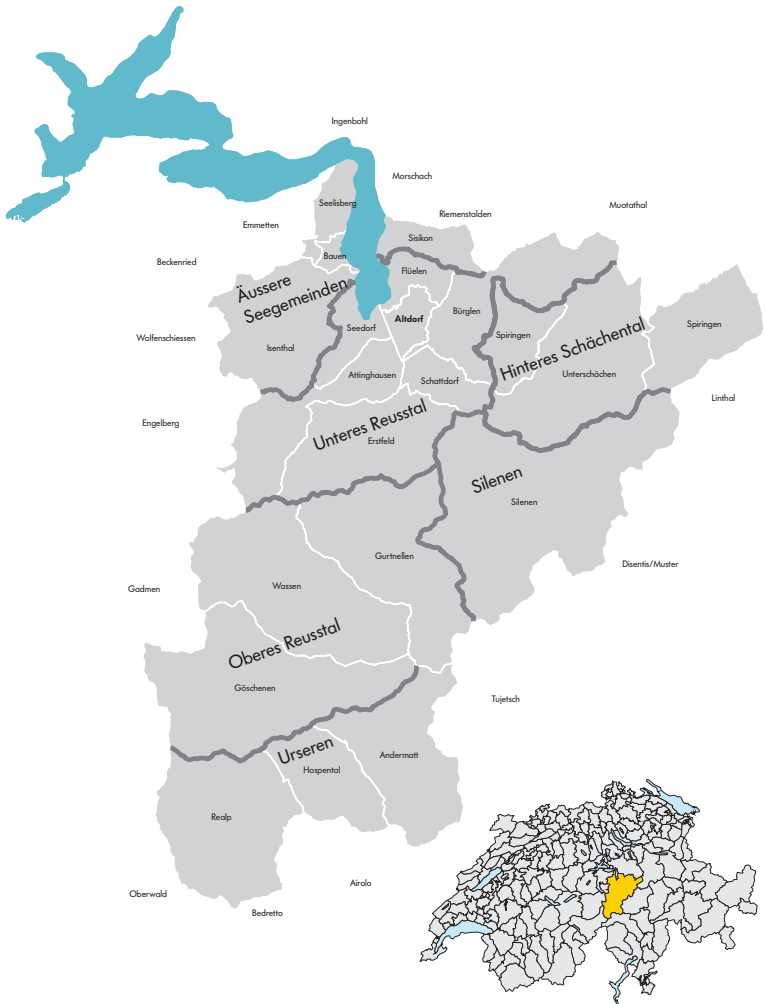 Ingenbohl
Morschach
Seelisberg
Muotathal
Riemenstalden
Emmetten
Sisikon
Bauen
Beckenried
Flüelen
Äussere
Seegemeinden
Bürglen
Altdorf
Spiringen
Seedorf
Spiringen
Wolfenschiessen
Hinteres Schächental
Isenthal
Attinghausen
Unterschächen
Schattdorf
Linthal
Engelberg
Unteres Reusstal
Erstfeld
Silenen
Silenen
Gurtnellen
Disentis/Muster
Wassen
Gadmen
Oberes Reusstal
Göschenen
Tujetsch
Urseren
Andermatt
Hospental
Realp
Airolo
Oberwald
Bedretto